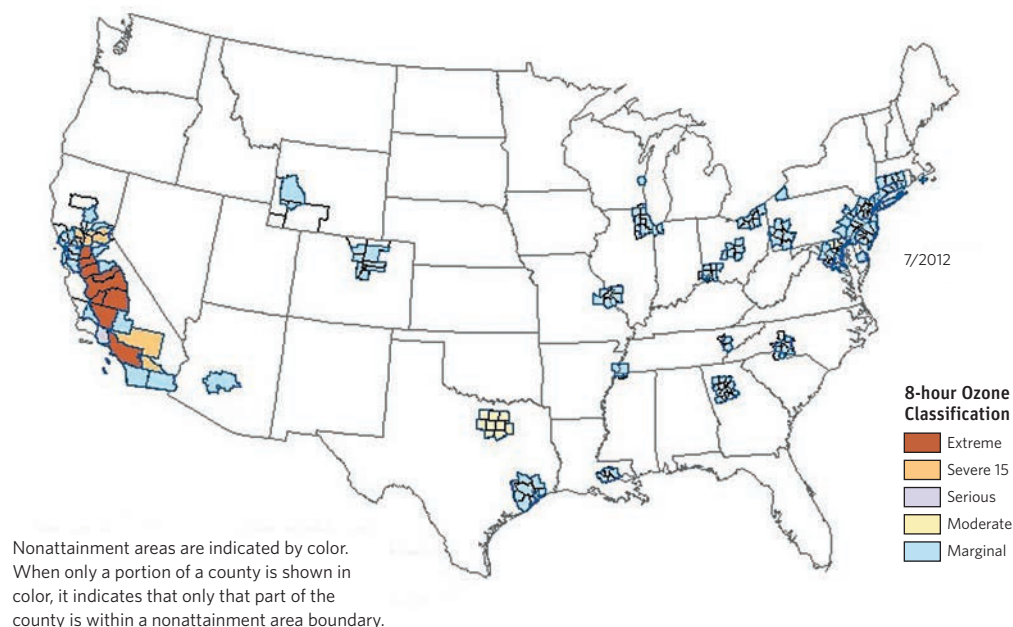 7/2012
8-hour Ozone
Classification
Extreme
Severe 15
Serious
Moderate
Marginal
Nonattainment areas are indicated by color.
When only a portion of a county is shown in
color, it indicates that only that part of the
county is within a nonattainment area boundary.